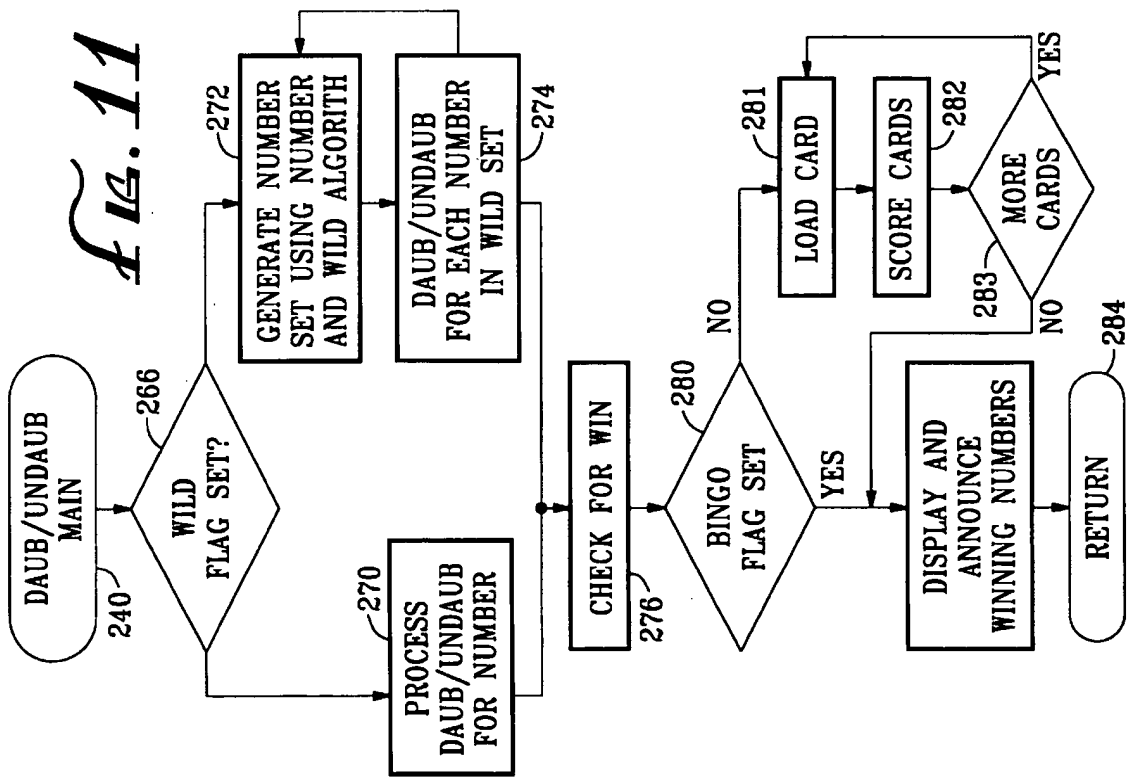 FIG. 11
DAUB/UNDAUB
MAIN
240
266
WILD
FLAG SET?
272
GENERATE NUMBER
SET USING NUMBER
AND WILD ALGORITH
270
PROCESS
DAUB/UNDAUB
FOR NUMBER
DAUB/UNDAUB
FOR EACH NUMBER
IN WILD SET
274
CHECK FOR WIN
276
280
BINGO
FLAG SET
NO
YES
281
LOAD CARD
282
SCORE CARDS
283
MORE
CARDS
YES
NO
DISPLAY AND
ANNOUNCE
WINNING NUMBERS
284
RETURN